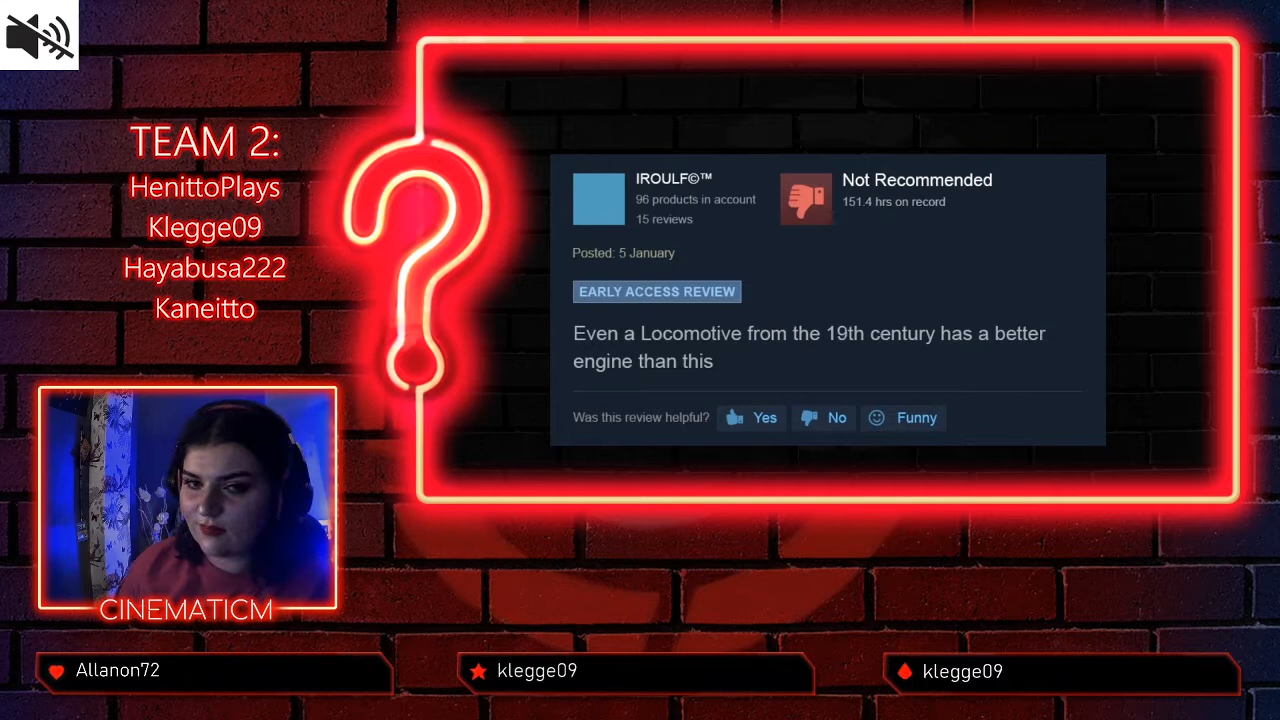 TEAM 2:
HenittoPlays
Klegge09
Hayabusa222
Kaneitto
IROULF©™
96 products in account
15 reviews
Not Recommended
151.4 hrs on record
Posted: 5 January
EARLY ACCESS REVIEW
Even a Locomotive from the 19th century has a better
engine than this
Was this review helpful? Yes No Funny
CINEMATICM
Allanon72
klegge09
klegge09